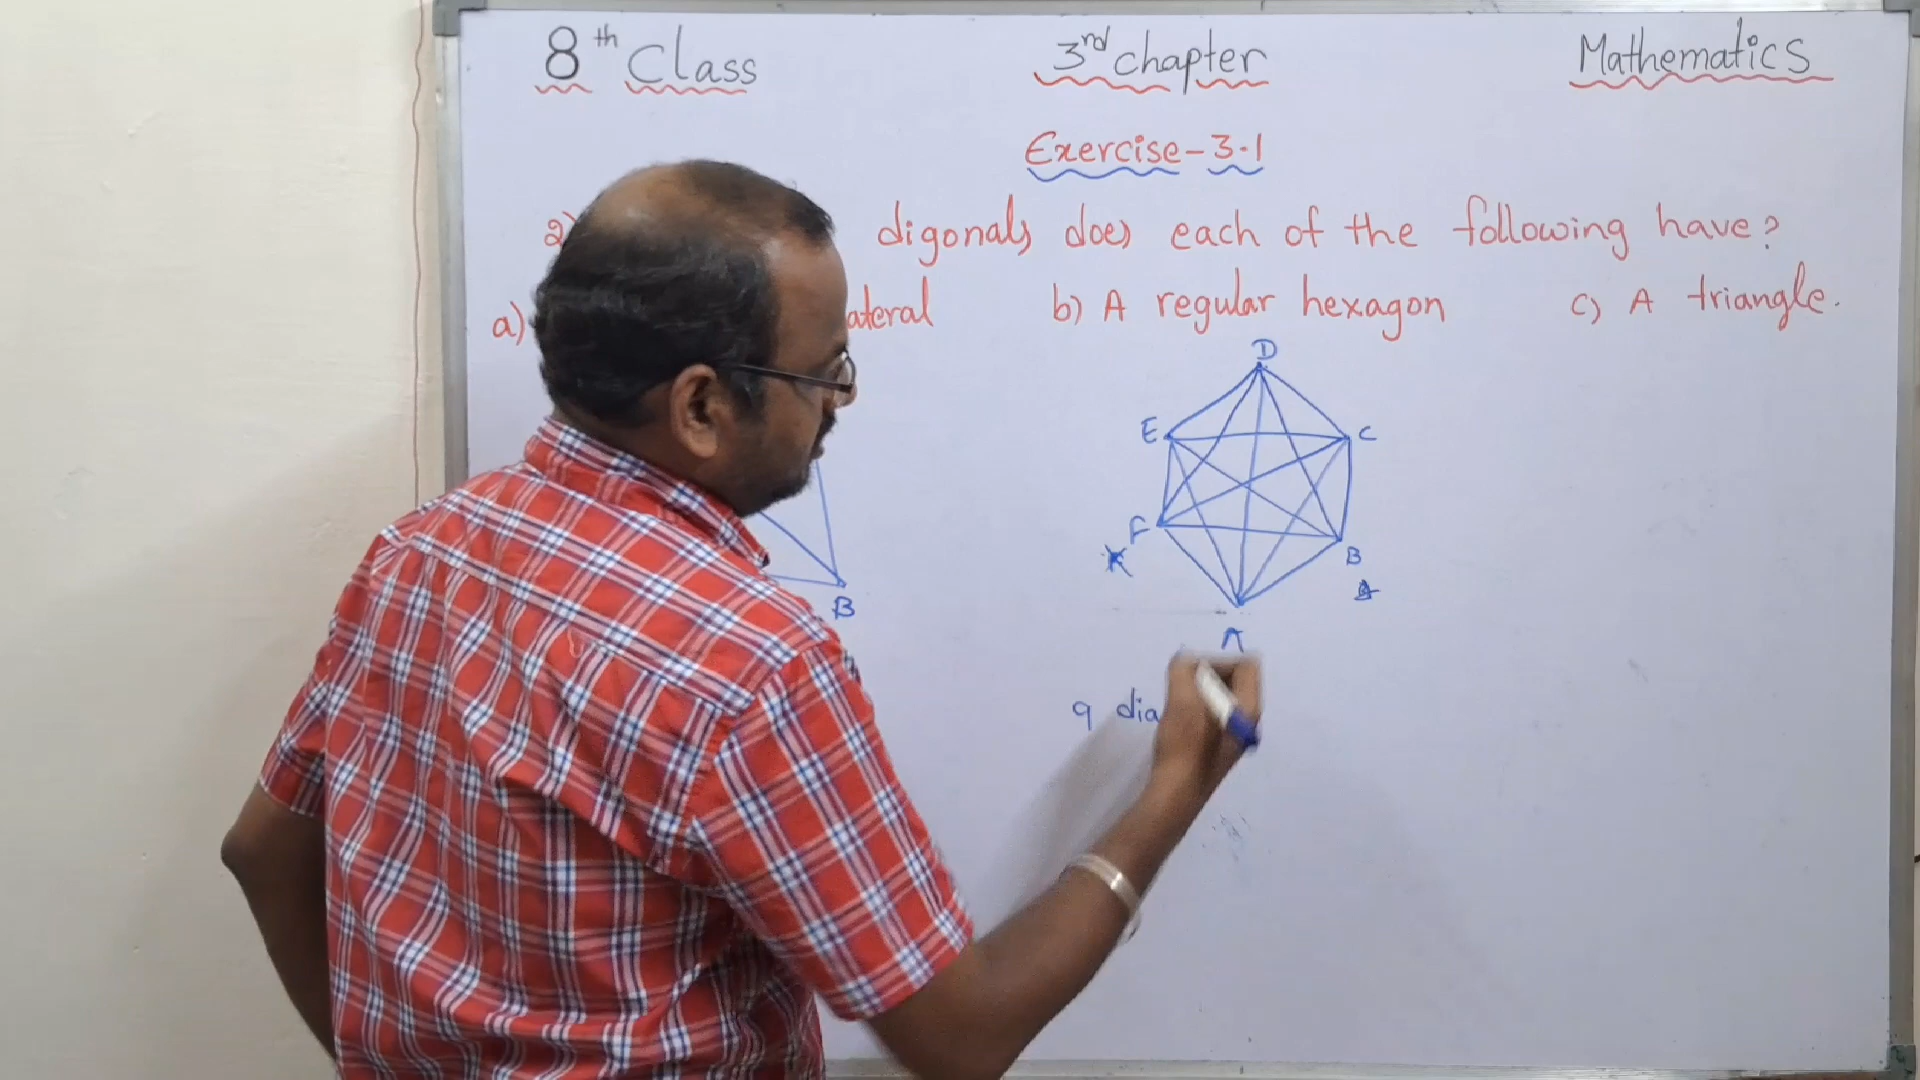 8th Class 3rd chapter Mathematics
Exercise-3.1
2) digonals does each of the following have?
a) ateral b) A regular hexagon c) A triangle.
D
E C
F B
B A
9 dia